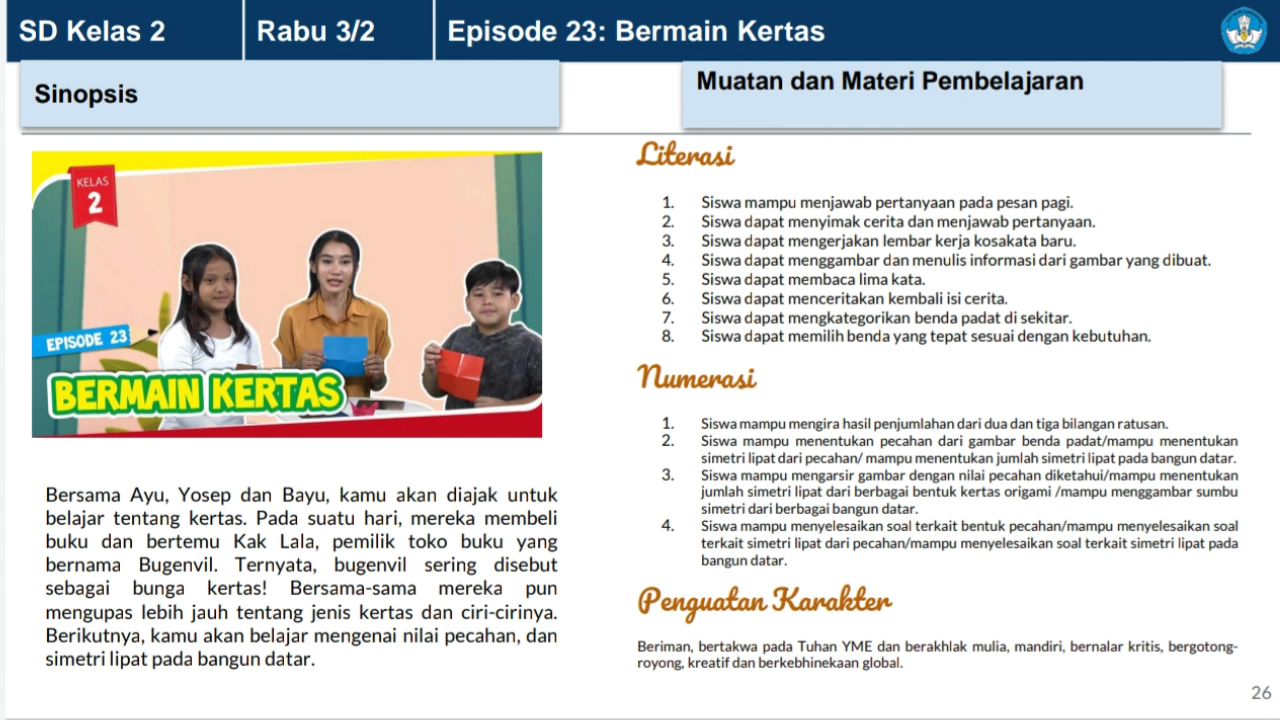 SD Kelas 2
Rabu 3/2
Episode 23: Bermain Kertas
Sinopsis
KELAS
2
EPISODE 23
BERMAIN KERTAS
Bersama Ayu, Yosep dan Bayu, kamu akan diajak untuk
belajar tentang kertas. Pada suatu hari, mereka membeli
buku dan bertemu Kak Lala, pemilik toko buku yang
bernama Bugenvil. Ternyata, bugenvil sering disebut
sebagai bunga kertas! Bersama-sama mereka pun
mengupas lebih jauh tentang jenis kertas dan ciri-cirinya.
Berikutnya, kamu akan belajar mengenai nilai pecahan, dan
simetri lipat pada bangun datar.
Muatan dan Materi Pembelajaran
Literasi
1. Siswa mampu menjawab pertanyaan pada pesan pagi.
2. Siswa dapat menyimak cerita dan menjawab pertanyaan.
3. Siswa dapat mengerjakan lembar kerja kosakata baru.
4. Siswa dapat menggambar dan menulis informasi dari gambar yang dibuat.
5. Siswa dapat membaca lima kata.
6. Siswa dapat menceritakan kembali isi cerita.
7. Siswa dapat mengkategorikan benda padat di sekitar.
8. Siswa dapat memilih benda yang tepat sesuai dengan kebutuhan.
Numerasi
1. Siswa mampu mengira hasil penjumlahan dari dua dan tiga bilangan ratusan.
2. Siswa mampu menentukan pecahan dari gambar benda padat/mampu menentukan
simetri lipat dari pecahan/ mampu menentukan jumlah simetri lipat pada bangun datar.
3. Siswa mampu mengarsir gambar dengan nilai pecahan diketahui/mampu menentukan
jumlah simetri lipat dari berbagai bentuk kertas origami /mampu menggambar sumbu
simetri dari berbagai bangun datar.
4. Siswa mampu menyelesaikan soal terkait bentuk pecahan/mampu menyelesaikan soal
terkait simetri lipat dari pecahan/mampu menyelesaikan soal terkait simetri lipat pada
bangun datar.
Penguatan Karakter
Beriman, bertakwa pada Tuhan YME dan berakhlak mulia, mandiri, bernalar kritis, bergotong-
royong, kreatif dan berkebhinekaan global.
26